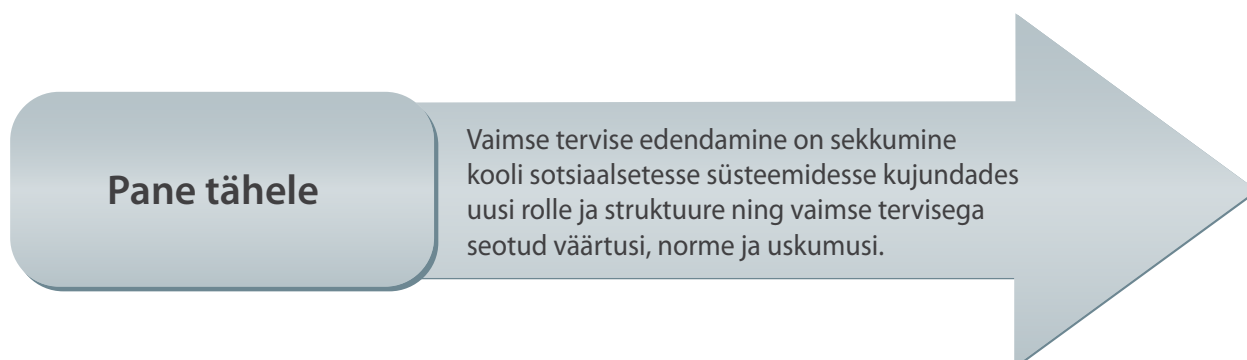 Pane tähele
Vaimse tervise edendamine on sekkumine
kooli sotsiaalsetesse süsteemidesse kujundades
uusi rolle ja struktuure ning vaimse tervisega
seotud väärtusi, norme ja uskumusi.